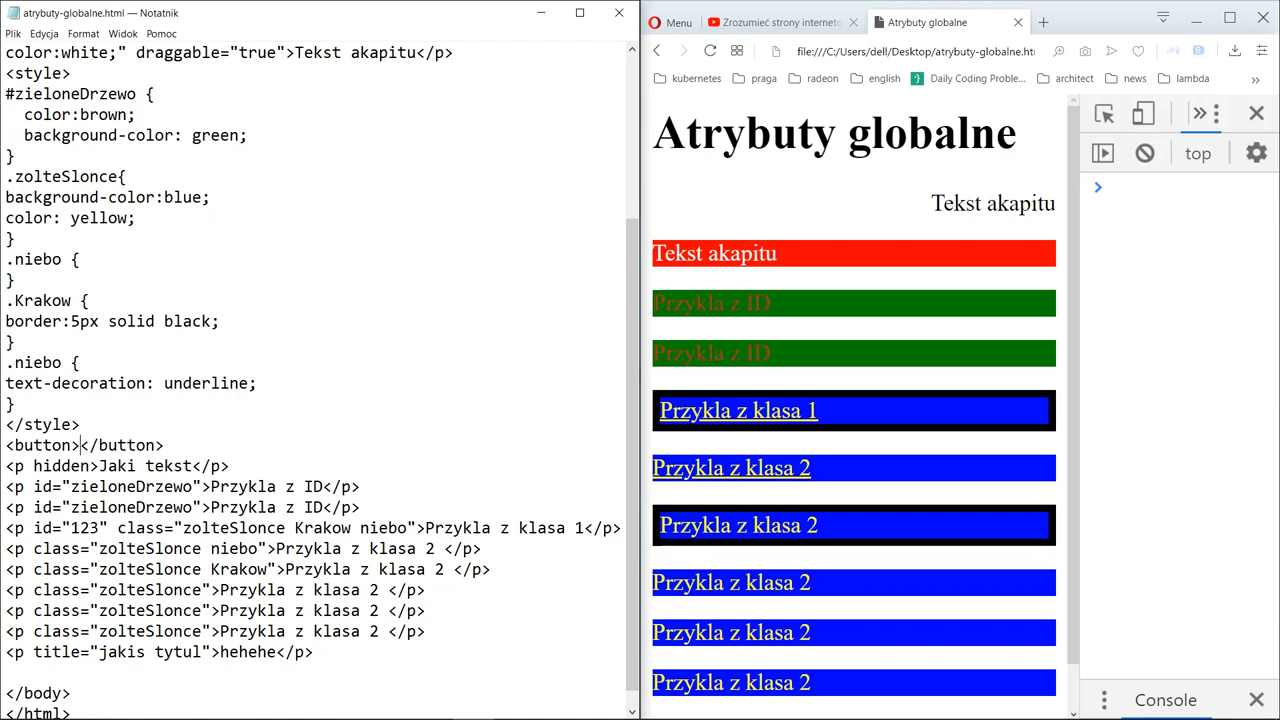 atrybuty-globalne.html — Notatnik
Plik Edycja Format Widok Pomoc
color:white;" draggable="true">Tekst akapitu</p>
<style>
#zieloneDrzewo {
color:brown;
background-color: green;
}
.zolteSlonce{
background-color:blue;
color: yellow;
}
.niebo {
}
.Krakow {
border:5px solid black;
}
.niebo {
text-decoration: underline;
}
</style>
<button></button>
<p hidden>Jaki tekst</p>
<p id="zieloneDrzewo">Przykla z ID</p>
<p id="zieloneDrzewo">Przykla z ID</p>
<p id="123" class="zolteSlonce Krakow niebo">Przykla z klasa 1</p>
<p class="zolteSlonce niebo">Przykla z klasa 2 </p>
<p class="zolteSlonce Krakow">Przykla z klasa 2 </p>
<p class="zolteSlonce">Przykla z klasa 2 </p>
<p class="zolteSlonce">Przykla z klasa 2 </p>
<p class="zolteSlonce">Przykla z klasa 2 </p>
<p title="jakis tytul">hehehe</p>
</body>
</html>
Menu Zrozumieć strony interneto Atrybuty globalne
file:///C:/Users/dell/Desktop/atrybuty-globalne.ht
kubernetes praga radeon english Daily Coding Proble... architect news lambda
Atrybuty globalne
Tekst akapitu
Tekst akapitu
Przykla z ID
Przykla z ID
Przykla z klasa 1
Przykla z klasa 2
Przykla z klasa 2
Przykla z klasa 2
Przykla z klasa 2
Przykla z klasa 2
top
Console